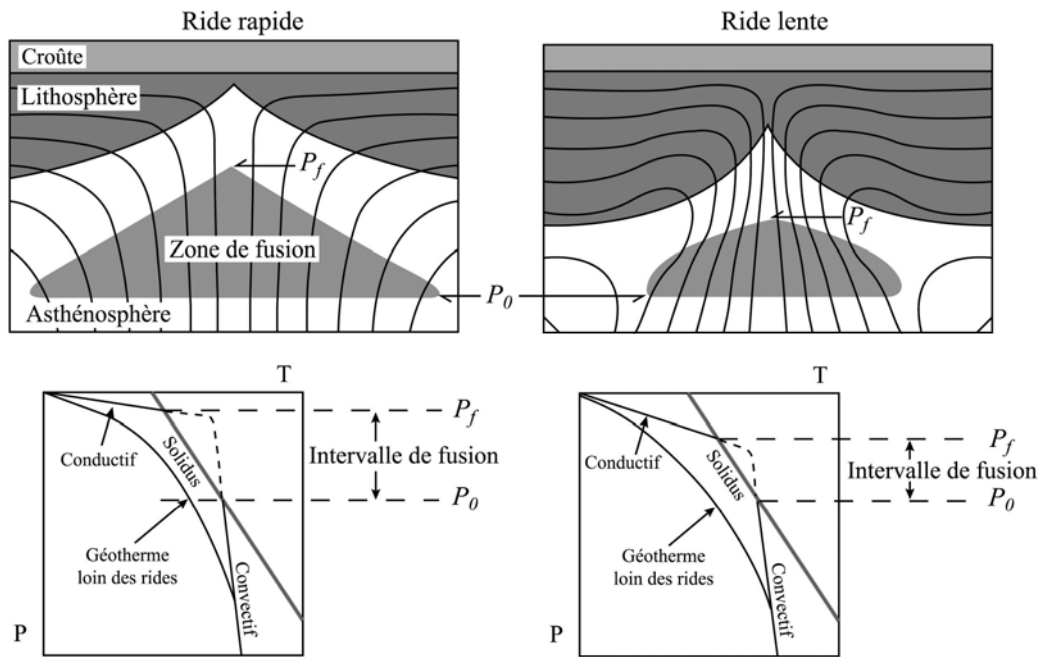 Ride rapide
Ride lente
Croûte
Lithosphère
P_f
Zone de fusion
P_0
Asthénosphère
P_f
T
P_f
Conductif
Solidus
Intervalle de fusion
P_0
Géotherme
loin des rides
Convectif
P
T
P_f
Conductif
Solidus
Intervalle de fusion
P_0
Géotherme
loin des rides
Convectif
P